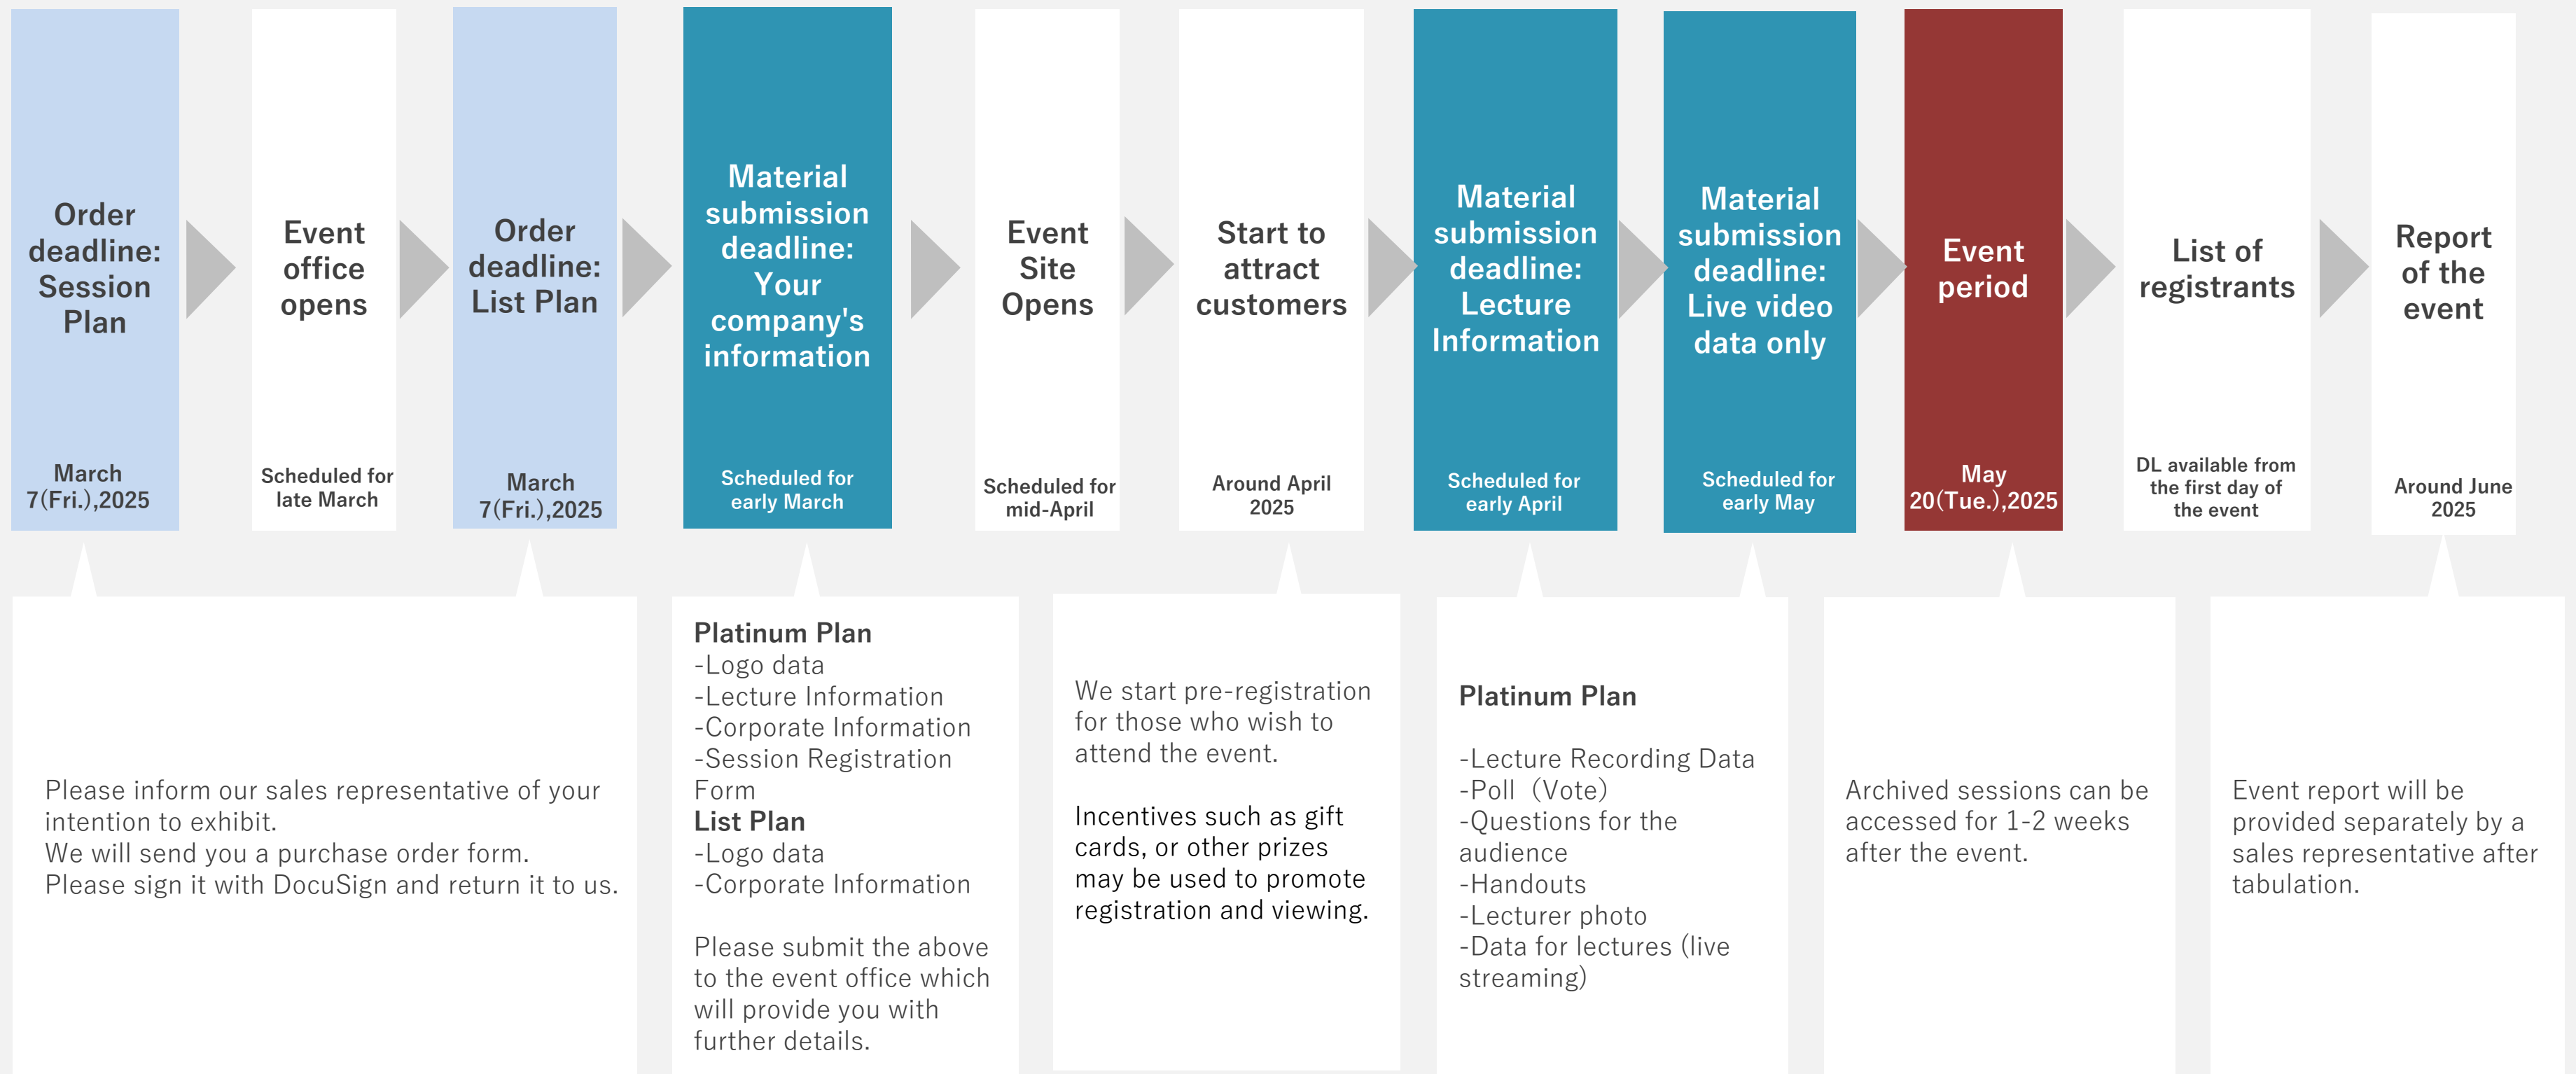 Order
deadline:
Session
Plan
March
7(Fri.),2025
Event
office
opens
Scheduled for
late March
Order
deadline:
List Plan
March
7(Fri.),2025
Material
submission
deadline:
Your
company's
information
Scheduled for
early March
Event
Site
Opens
Scheduled for
mid-April
Start to
attract
customers
Around April
2025
Material
submission
deadline:
Lecture
Information
Scheduled for
early April
Material
submission
deadline:
Live video
data only
Scheduled for
early May
Event
period
May
20(Tue.),2025
List of
registrants
DL available from
the first day of
the event
Report
of the
event
Around June
2025
Please inform our sales representative of your
intention to exhibit.
We will send you a purchase order form.
Please sign it with DocuSign and return it to us.
Platinum Plan
-Logo data
-Lecture Information
-Corporate Information
-Session Registration
Form
List Plan
-Logo data
-Corporate Information
Please submit the above
to the event office which
will provide you with
further details.
We start pre-registration
for those who wish to
attend the event.
Incentives such as gift
cards, or other prizes
may be used to promote
registration and viewing.
Platinum Plan
-Lecture Recording Data
-Poll（Vote）
-Questions for the
audience
-Handouts
-Lecturer photo
-Data for lectures (live
streaming)
Archived sessions can be
accessed for 1-2 weeks
after the event.
Event report will be
provided separately by a
sales representative after
tabulation.